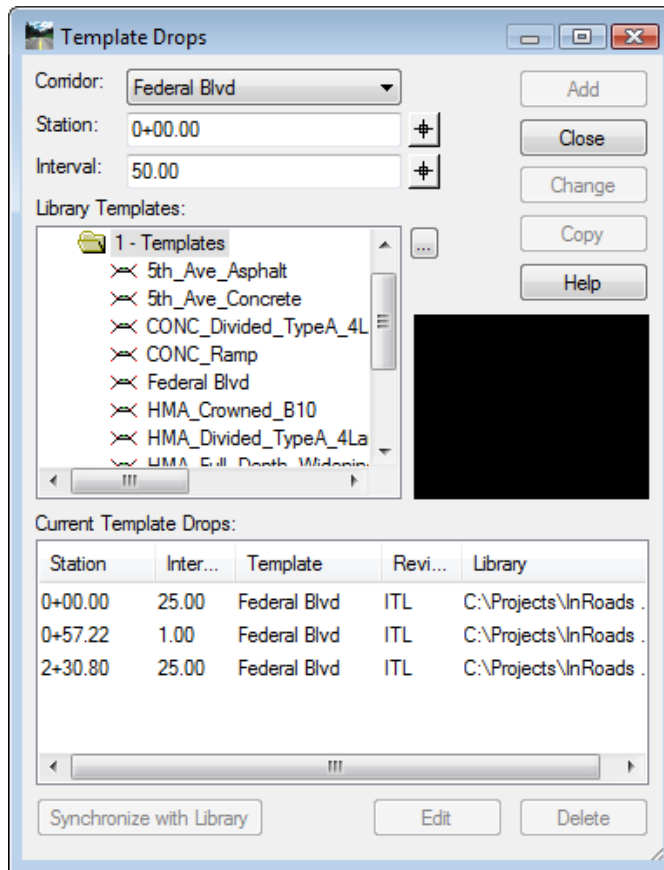 Template Drops
Corridor: Federal Blvd Add
Station: 0+00.00 Close
Interval: 50.00 Change
Library Templates: Copy
1 - Templates ... Help
5th_Ave_Asphalt
5th_Ave_Concrete
CONC_Divided_TypeA_4L
CONC_Ramp
Federal Blvd
HMA_Crowned_B10
HMA_Divided_TypeA_4La
HMA_Full_Depth_Widenin
Current Template Drops:
Station Inter... Template Revi... Library
0+00.00 25.00 Federal Blvd ITL C:\Projects\InRoads .
0+57.22 1.00 Federal Blvd ITL C:\Projects\InRoads .
2+30.80 25.00 Federal Blvd ITL C:\Projects\InRoads .
Synchronize with Library Edit Delete